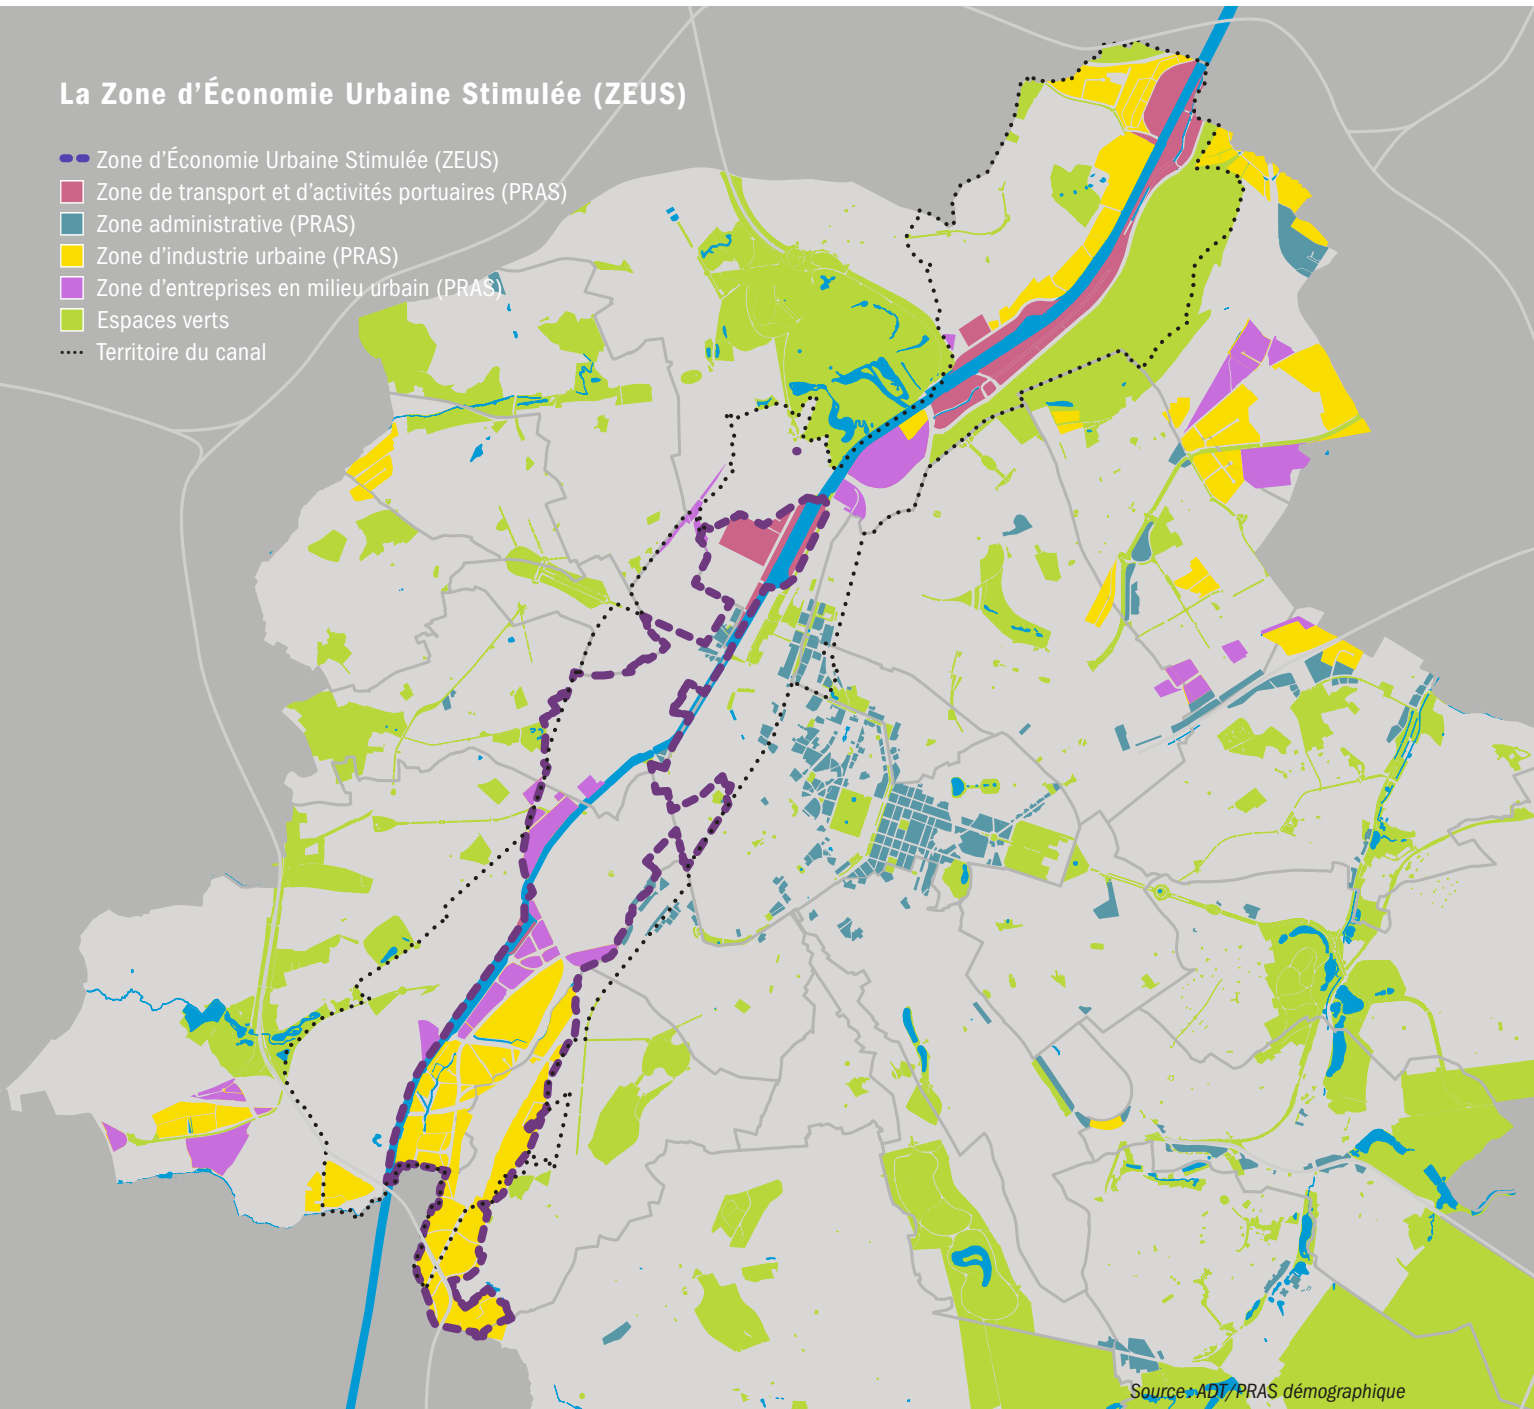 La Zone d’Économie Urbaine Stimulée (ZEUS)
Zone d’Économie Urbaine Stimulée (ZEUS)
Zone de transport et d’activités portuaires (PRAS)
Zone administrative (PRAS)
Zone d’industrie urbaine (PRAS)
Zone d’entreprises en milieu urbain (PRAS)
Espaces verts
Territoire du canal
Source : ADT/PRAS démographique